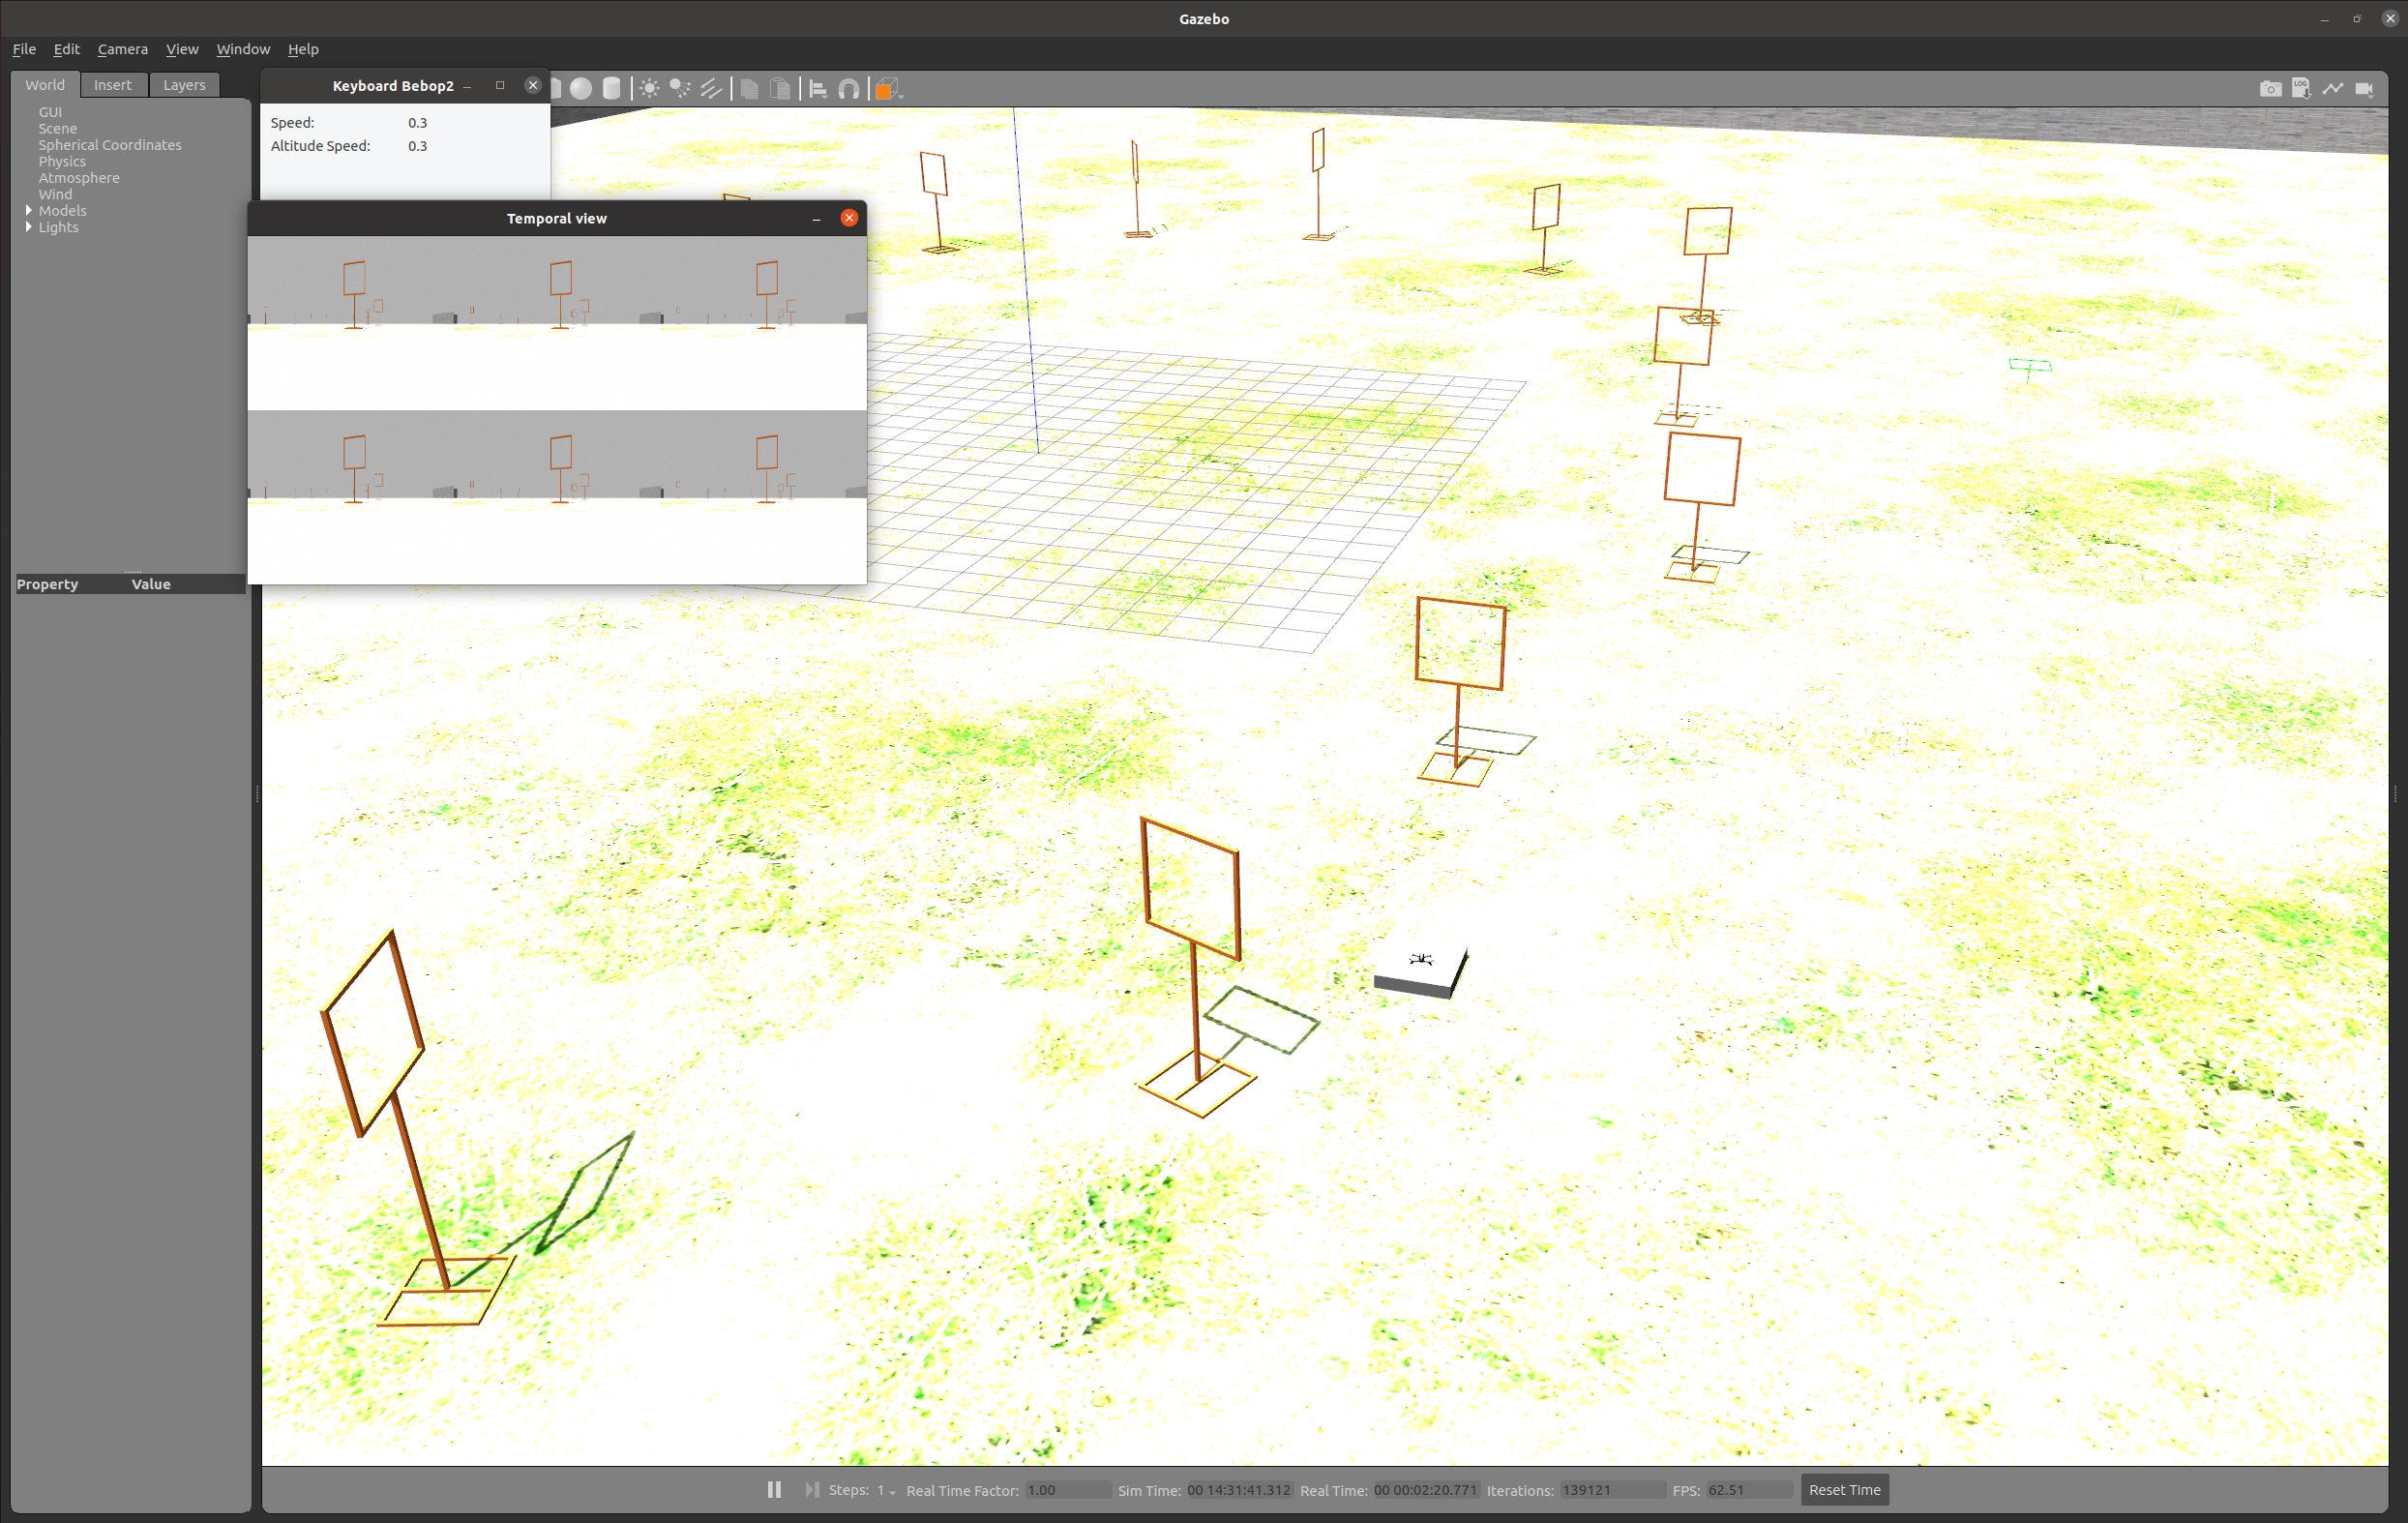 Gazebo
File Edit Camera View Window Help
World Insert Layers
Keyboard Bebop2
GUI
Scene
Spherical Coordinates
Physics
Atmosphere
Wind
Models
Lights
Speed: 0.3
Altitude Speed: 0.3
LOG
Temporal view
Property Value
Steps: 1 Real Time Factor: 1.00 Sim Time: 00 14:31:41.312 Real Time: 00 00:02:20.771 Iterations: 139121 FPS: 62.51 Reset Time